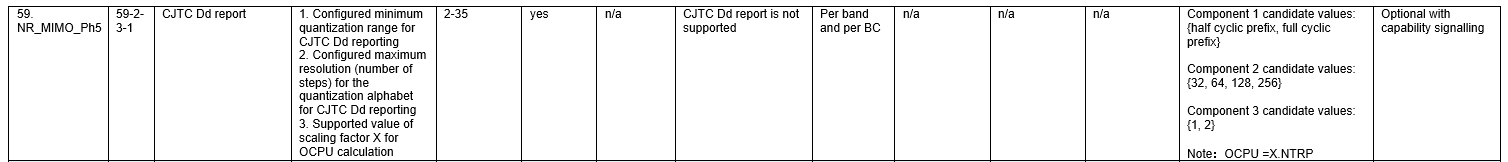 59.
NR_MIMO_Ph5
59-2-
3-1
CJTC Dd report
1. Configured minimum
quantization range for
CJTC Dd reporting
2. Configured maximum
resolution (number of
steps) for the
quantization alphabet
for CJTC Dd reporting
3. Supported value of
scaling factor X for
OCPU calculation
2-35
yes
n/a
CJTC Dd report is not
supported
Per band
and per BC
n/a
n/a
n/a
Component 1 candidate values:
{half cyclic prefix, full cyclic
prefix}
Component 2 candidate values:
{32, 64, 128, 256}
Component 3 candidate values:
{1, 2}
Note：OCPU =X.NTRP
Optional with
capability signalling